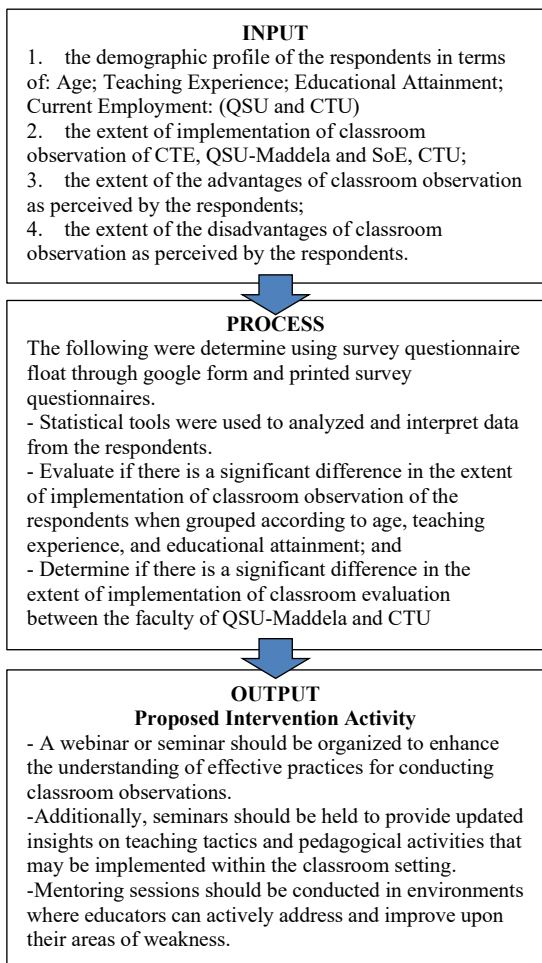 INPUT
1. the demographic profile of the respondents in terms
of: Age; Teaching Experience; Educational Attainment;
Current Employment: (QSU and CTU)
2. the extent of implementation of classroom
observation of CTE, QSU-Maddela and SoE, CTU;
3. the extent of the advantages of classroom observation
as perceived by the respondents;
4. the extent of the disadvantages of classroom
observation as perceived by the respondents.
PROCESS
The following were determine using survey questionnaire
float through google form and printed survey
questionnaires.
- Statistical tools were used to analyzed and interpret data
from the respondents.
- Evaluate if there is a significant difference in the extent
of implementation of classroom observation of the
respondents when grouped according to age, teaching
experience, and educational attainment; and
- Determine if there is a significant difference in the
extent of implementation of classroom evaluation
between the faculty of QSU-Maddela and CTU
OUTPUT
Proposed Intervention Activity
- A webinar or seminar should be organized to enhance
the understanding of effective practices for conducting
classroom observations.
-Additionally, seminars should be held to provide updated
insights on teaching tactics and pedagogical activities that
may be implemented within the classroom setting.
-Mentoring sessions should be conducted in environments
where educators can actively address and improve upon
their areas of weakness.